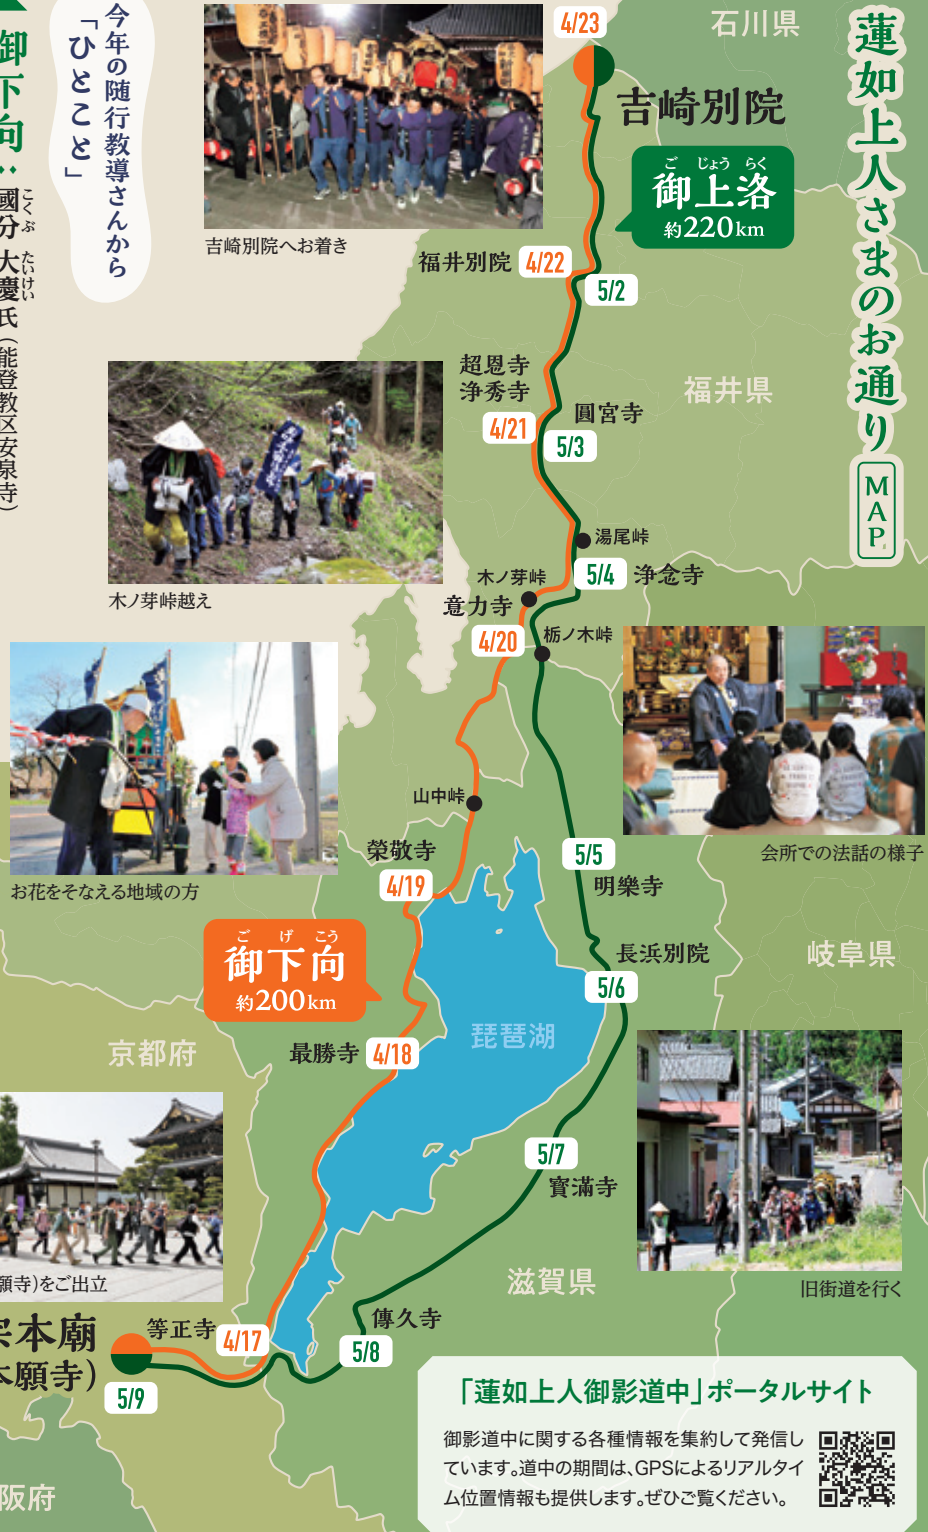 蓮如上人さまのお通り
MAP
石川県
4/23
吉崎別院
ご じょう らく
御上洛
約220km
今年の随行教導さんから
「ひとこと」
御下向:
國分 大慶氏(能登教区安泉寺)
こくぶ たいけい
吉崎別院へお着き
福井別院 4/22
5/2
福井県
超恩寺
浄秀寺
4/21
圓宮寺
5/3
湯尾峠
5/4 浄念寺
木ノ芽峠
意力寺
4/20
栃ノ木峠
木ノ芽峠越え
山中峠
榮敬寺
4/19
お花をそなえる地域の方
会所での法話の様子
5/5
明樂寺
長浜別院
5/6
岐阜県
ご げ こう
御下向
約200km
琵琶湖
京都府
最勝寺 4/18
5/7
寳滿寺
滋賀県
旧街道を行く
願寺)をご出立
傳久寺
5/8
等正寺 4/17
宗本廟
本願寺)
5/9
阪府
「蓮如上人御影道中」ポータルサイト
御影道中に関する各種情報を集約して発信し
ています。道中の期間は、GPSによるリアルタイ
ム位置情報も提供します。ぜひご覧ください。